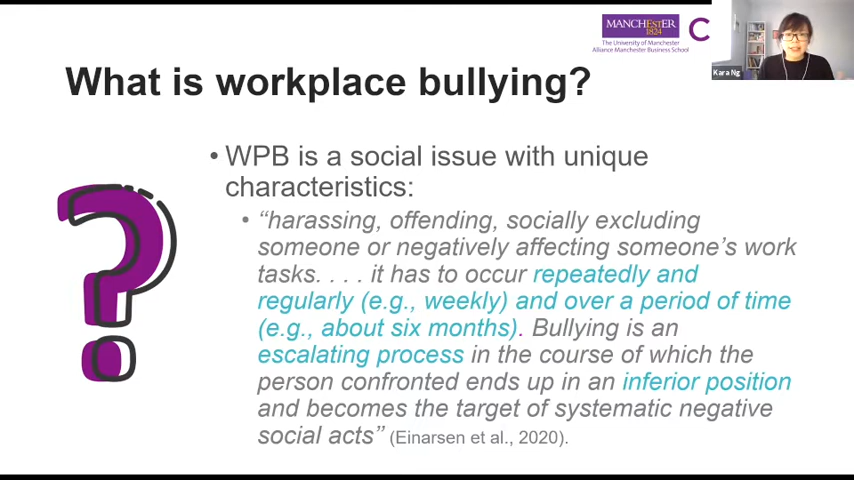 MANCHESTER
1824
The University of Manchester
Alliance Manchester Business School
C
Kara Ng
What is workplace bullying?
• WPB is a social issue with unique
characteristics:
• “harassing, offending, socially excluding
someone or negatively affecting someone’s work
tasks. . . . it has to occur repeatedly and
regularly (e.g., weekly) and over a period of time
(e.g., about six months). Bullying is an
escalating process in the course of which the
person confronted ends up in an inferior position
and becomes the target of systematic negative
social acts” (Einarsen et al., 2020).